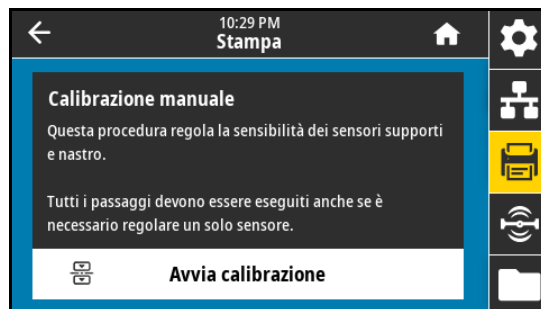 10:29 PM
Stampa
Calibrazione manuale
Questa procedura regola la sensibilità dei sensori supporti
e nastro.
Tutti i passaggi devono essere eseguiti anche se è
necessario regolare un solo sensore.
Avvia calibrazione